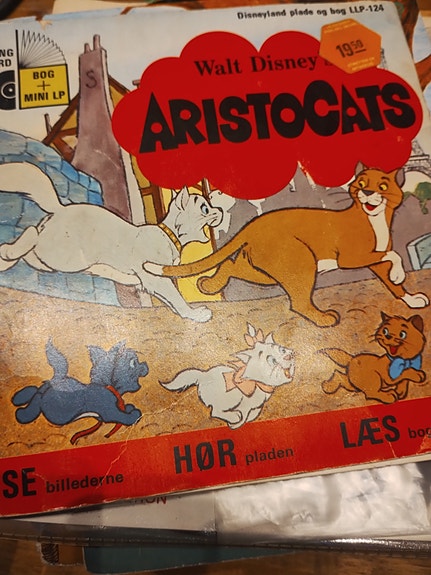 Disneyland plade og bog LLP-124
BOG
+
MINI LP
19.50
Walt Disney's
ARISTOCATS
S
SE billederne
HØR pladen
LÆS bog